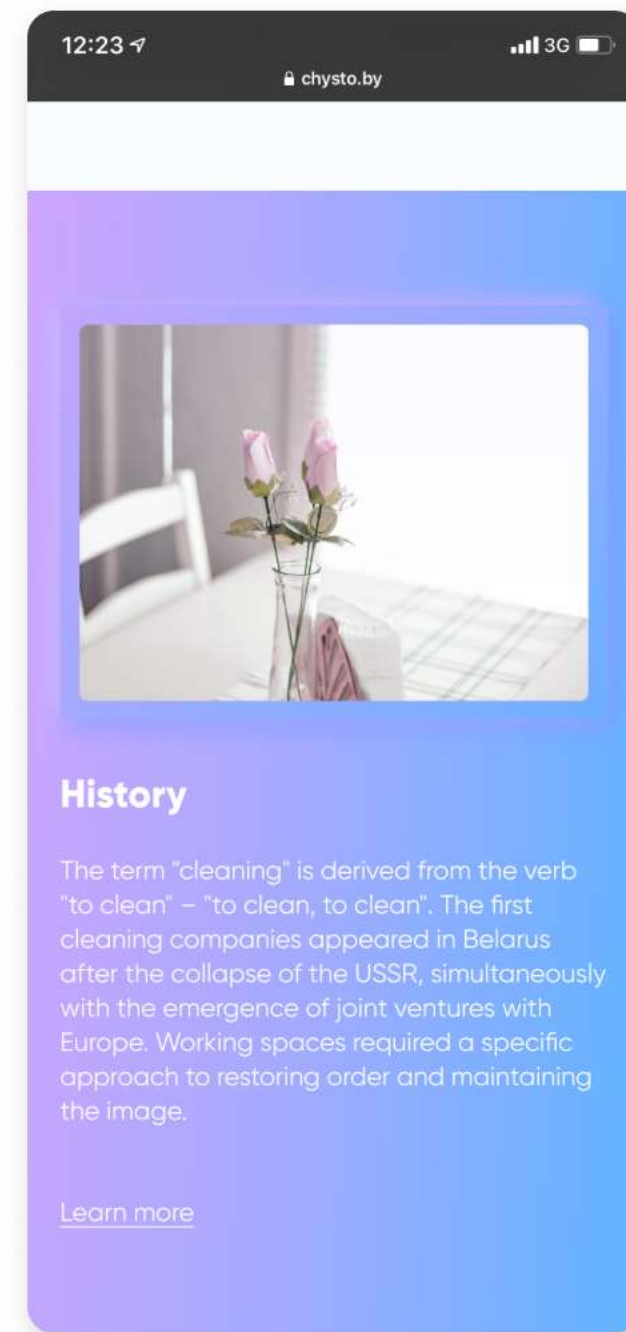 12:23
3G
chysto.by
History
The term "cleaning" is derived from the verb
"to clean" – "to clean, to clean". The first
cleaning companies appeared in Belarus
after the collapse of the USSR, simultaneously
with the emergence of joint ventures with
Europe. Working spaces required a specific
approach to restoring order and maintaining
the image.
Learn more